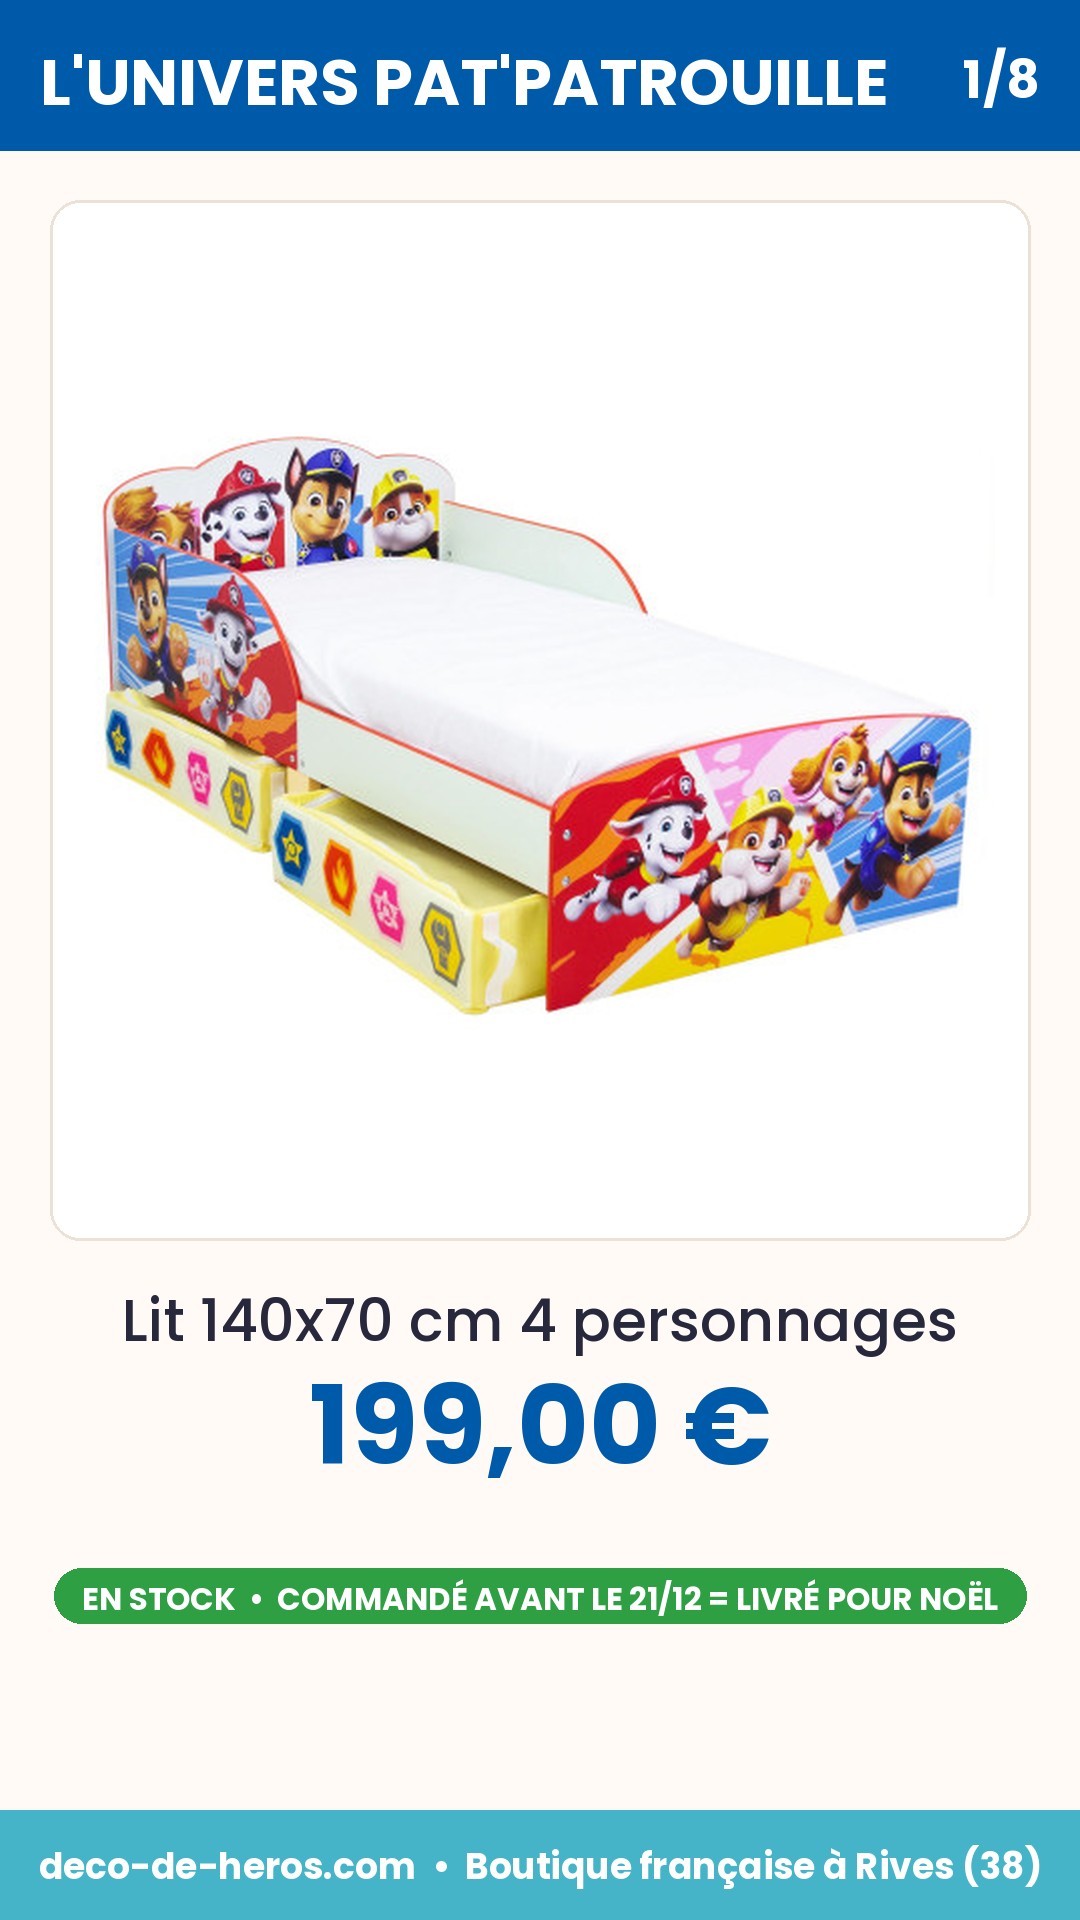 L'UNIVERS PAT'PATROUILLE 1/8
Lit 140x70 cm 4 personnages
199,00 €
EN STOCK • COMMANDÉ AVANT LE 21/12 = LIVRÉ POUR NOËL
deco-de-heros.com • Boutique française à Rives (38)